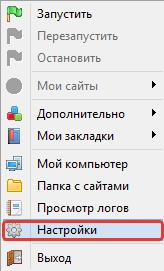 Запустить
Перезапустить
Остановить
Мои сайты
Дополнительно
Мои закладки
Мой компьютер
Папка с сайтами
Просмотр логов
Настройки
Выход